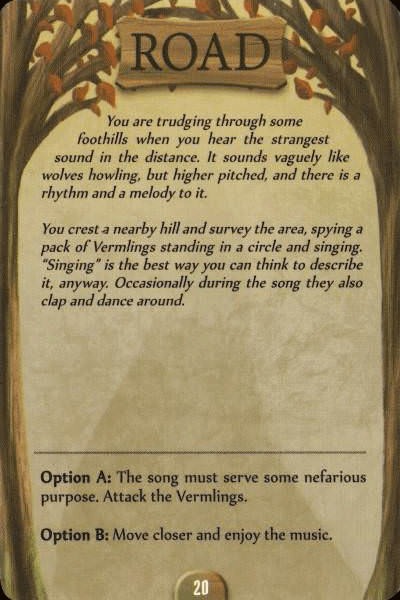 ROAD
You are trudging through some
foothills when you hear the strangest
sound in the distance. It sounds vaguely like
wolves howling, but higher pitched, and there is a
rhythm and a melody to it.
You crest a nearby hill and survey the area, spying a
pack of Vermlings standing in a circle and singing.
"Singing" is the best way you can think to describe
it, anyway. Occasionally during the song they also
clap and dance around.
Option A: The song must serve some nefarious
purpose. Attack the Vermlings.
Option B: Move closer and enjoy the music.
20